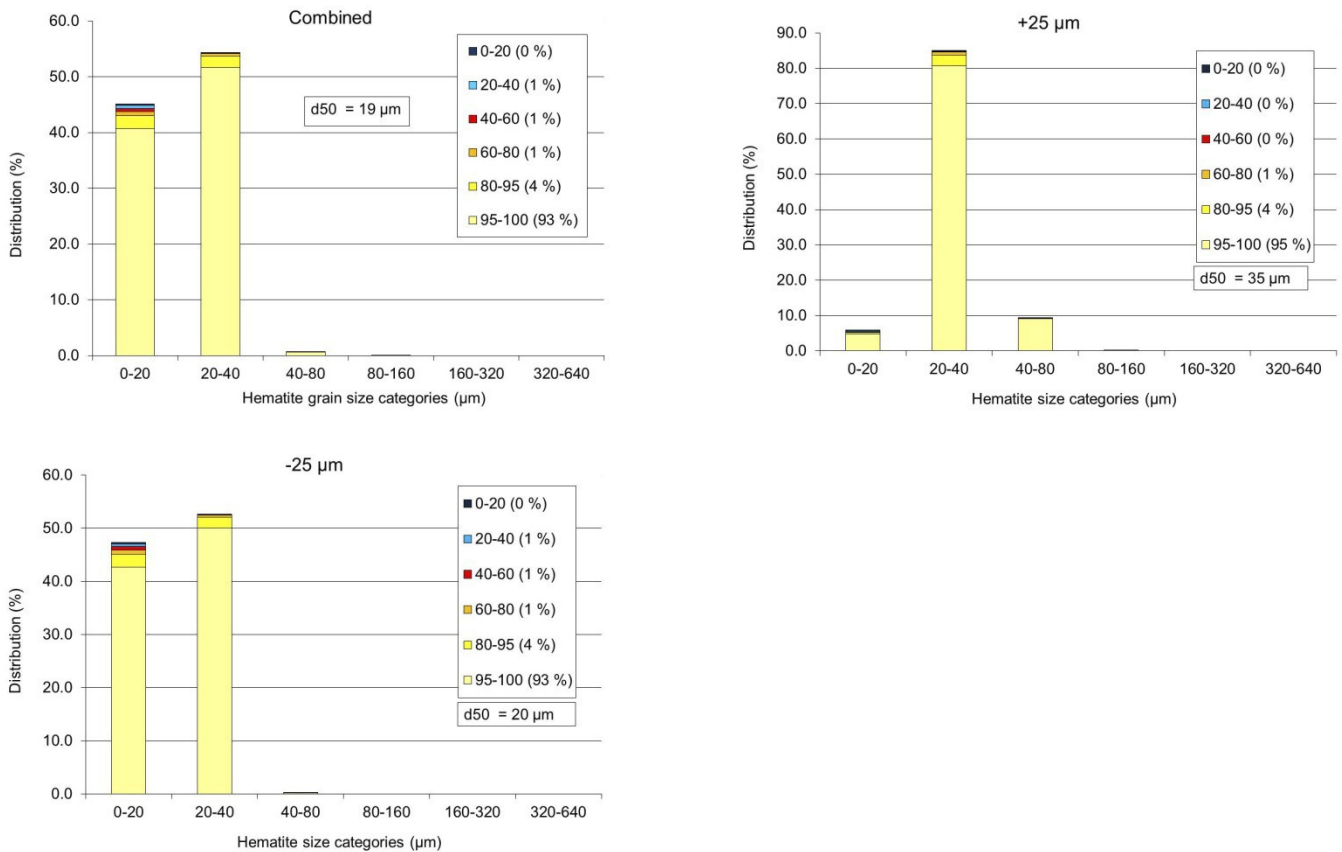 Combined
60.0
50.0
40.0
30.0
20.0
10.0
0.0
Distribution (%)
0-20 (0 %)
20-40 (1 %)
40-60 (1 %)
60-80 (1 %)
80-95 (4 %)
95-100 (93 %)
d50 = 19 µm
0-20 20-40 40-80 80-160 160-320 320-640
Hematite grain size categories (µm)
+25 µm
90.0
80.0
70.0
60.0
50.0
40.0
30.0
20.0
10.0
0.0
Distribution (%)
0-20 (0 %)
20-40 (0 %)
40-60 (0 %)
60-80 (1 %)
80-95 (4 %)
95-100 (95 %)
d50 = 35 µm
0-20 20-40 40-80 80-160 160-320 320-640
Hematite size categories (µm)
-25 µm
60.0
50.0
40.0
30.0
20.0
10.0
0.0
Distribution (%)
0-20 (0 %)
20-40 (1 %)
40-60 (1 %)
60-80 (1 %)
80-95 (4 %)
95-100 (93 %)
d50 = 20 µm
0-20 20-40 40-80 80-160 160-320 320-640
Hematite size categories (µm)